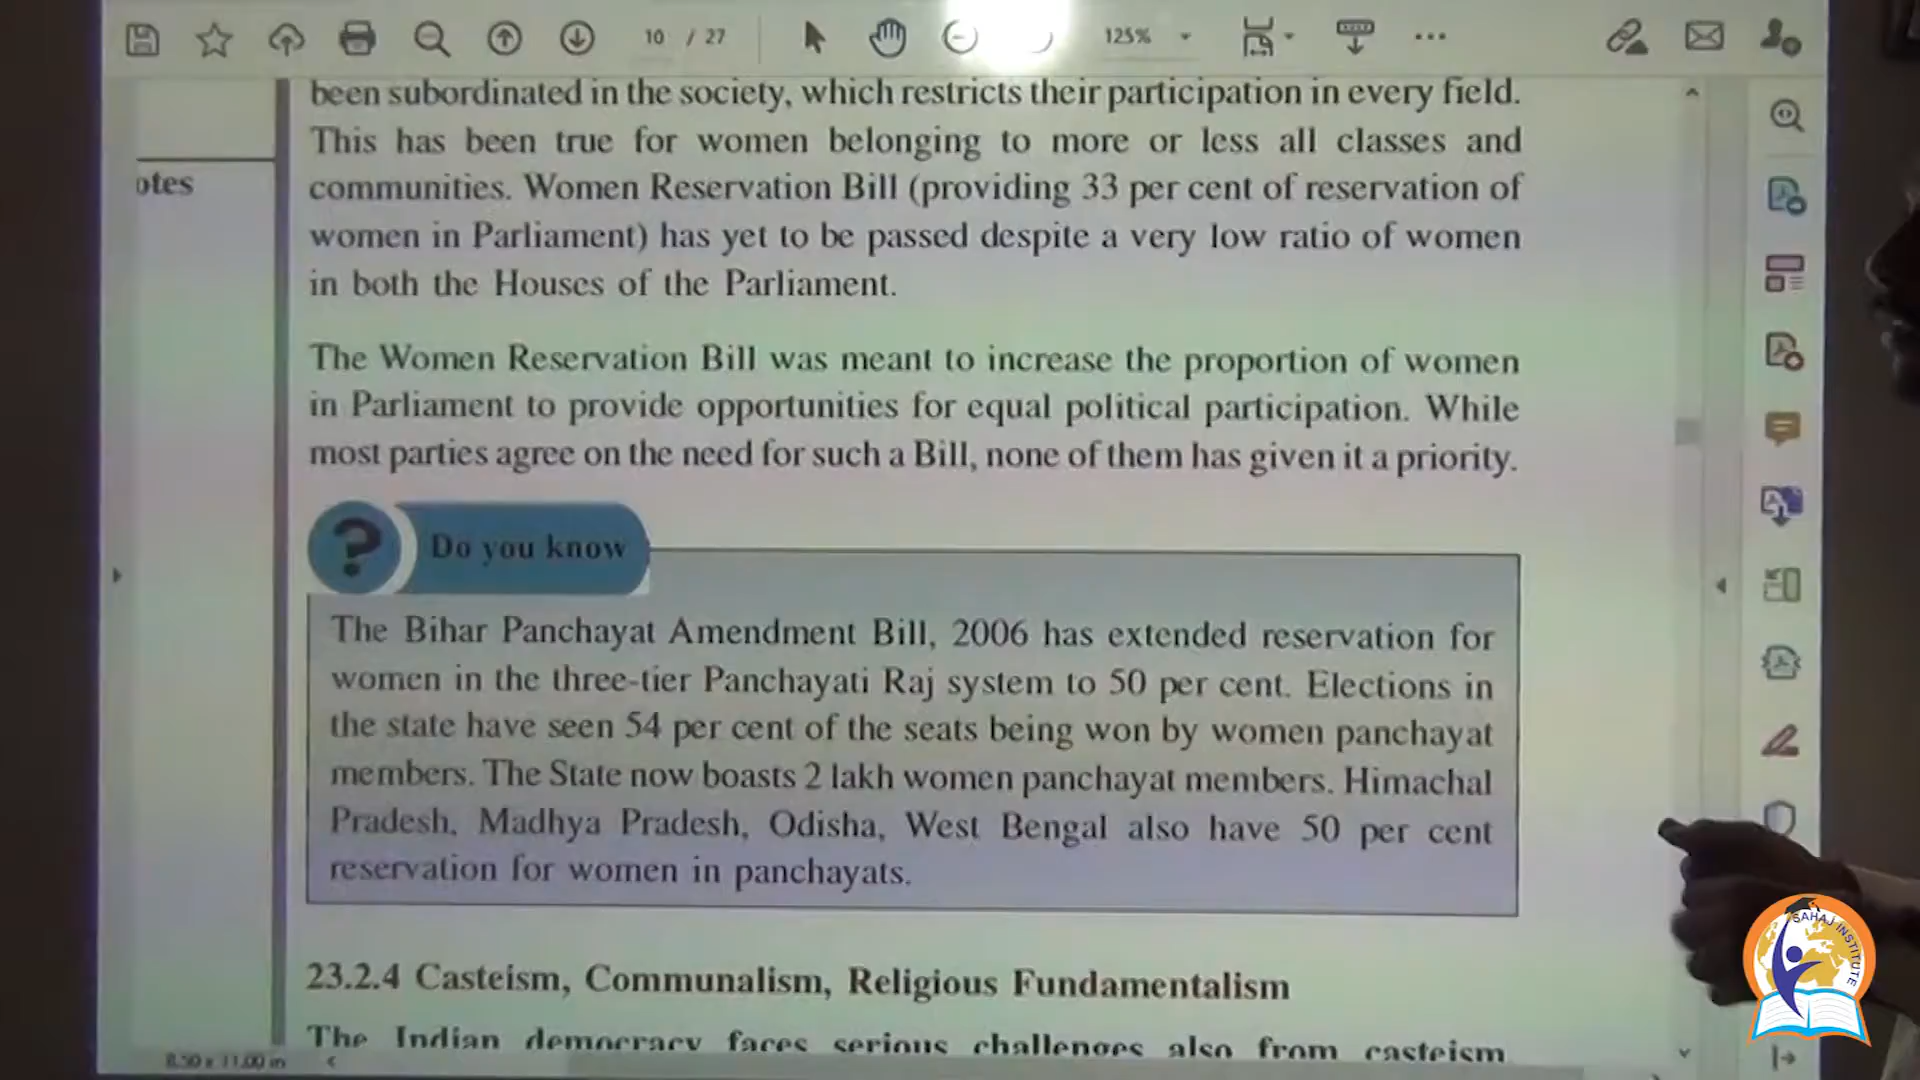 10 / 27
125%
been subordinated in the society, which restricts their participation in every field.
This has been true for women belonging to more or less all classes and
otes
communities. Women Reservation Bill (providing 33 per cent of reservation of
women in Parliament) has yet to be passed despite a very low ratio of women
in both the Houses of the Parliament.
The Women Reservation Bill was meant to increase the proportion of women
in Parliament to provide opportunities for equal political participation. While
most parties agree on the need for such a Bill, none of them has given it a priority.
? Do you know
The Bihar Panchayat Amendment Bill, 2006 has extended reservation for
women in the three-tier Panchayati Raj system to 50 per cent. Elections in
the state have seen 54 per cent of the seats being won by women panchayat
members. The State now boasts 2 lakh women panchayat members. Himachal
Pradesh, Madhya Pradesh, Odisha, West Bengal also have 50 per cent
reservation for women in panchayats.
SAHAJ INSTITUTE
23.2.4 Casteism, Communalism, Religious Fundamentalism
The Indian democracy faces serious challenges also from casteism
8.50 x 11.00 in